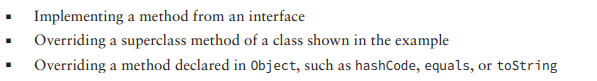 ▪ Implementing a method from an interface
▪ Overriding a superclass method of a class shown in the example
▪ Overriding a method declared in Object, such as hashCode, equals, or toString